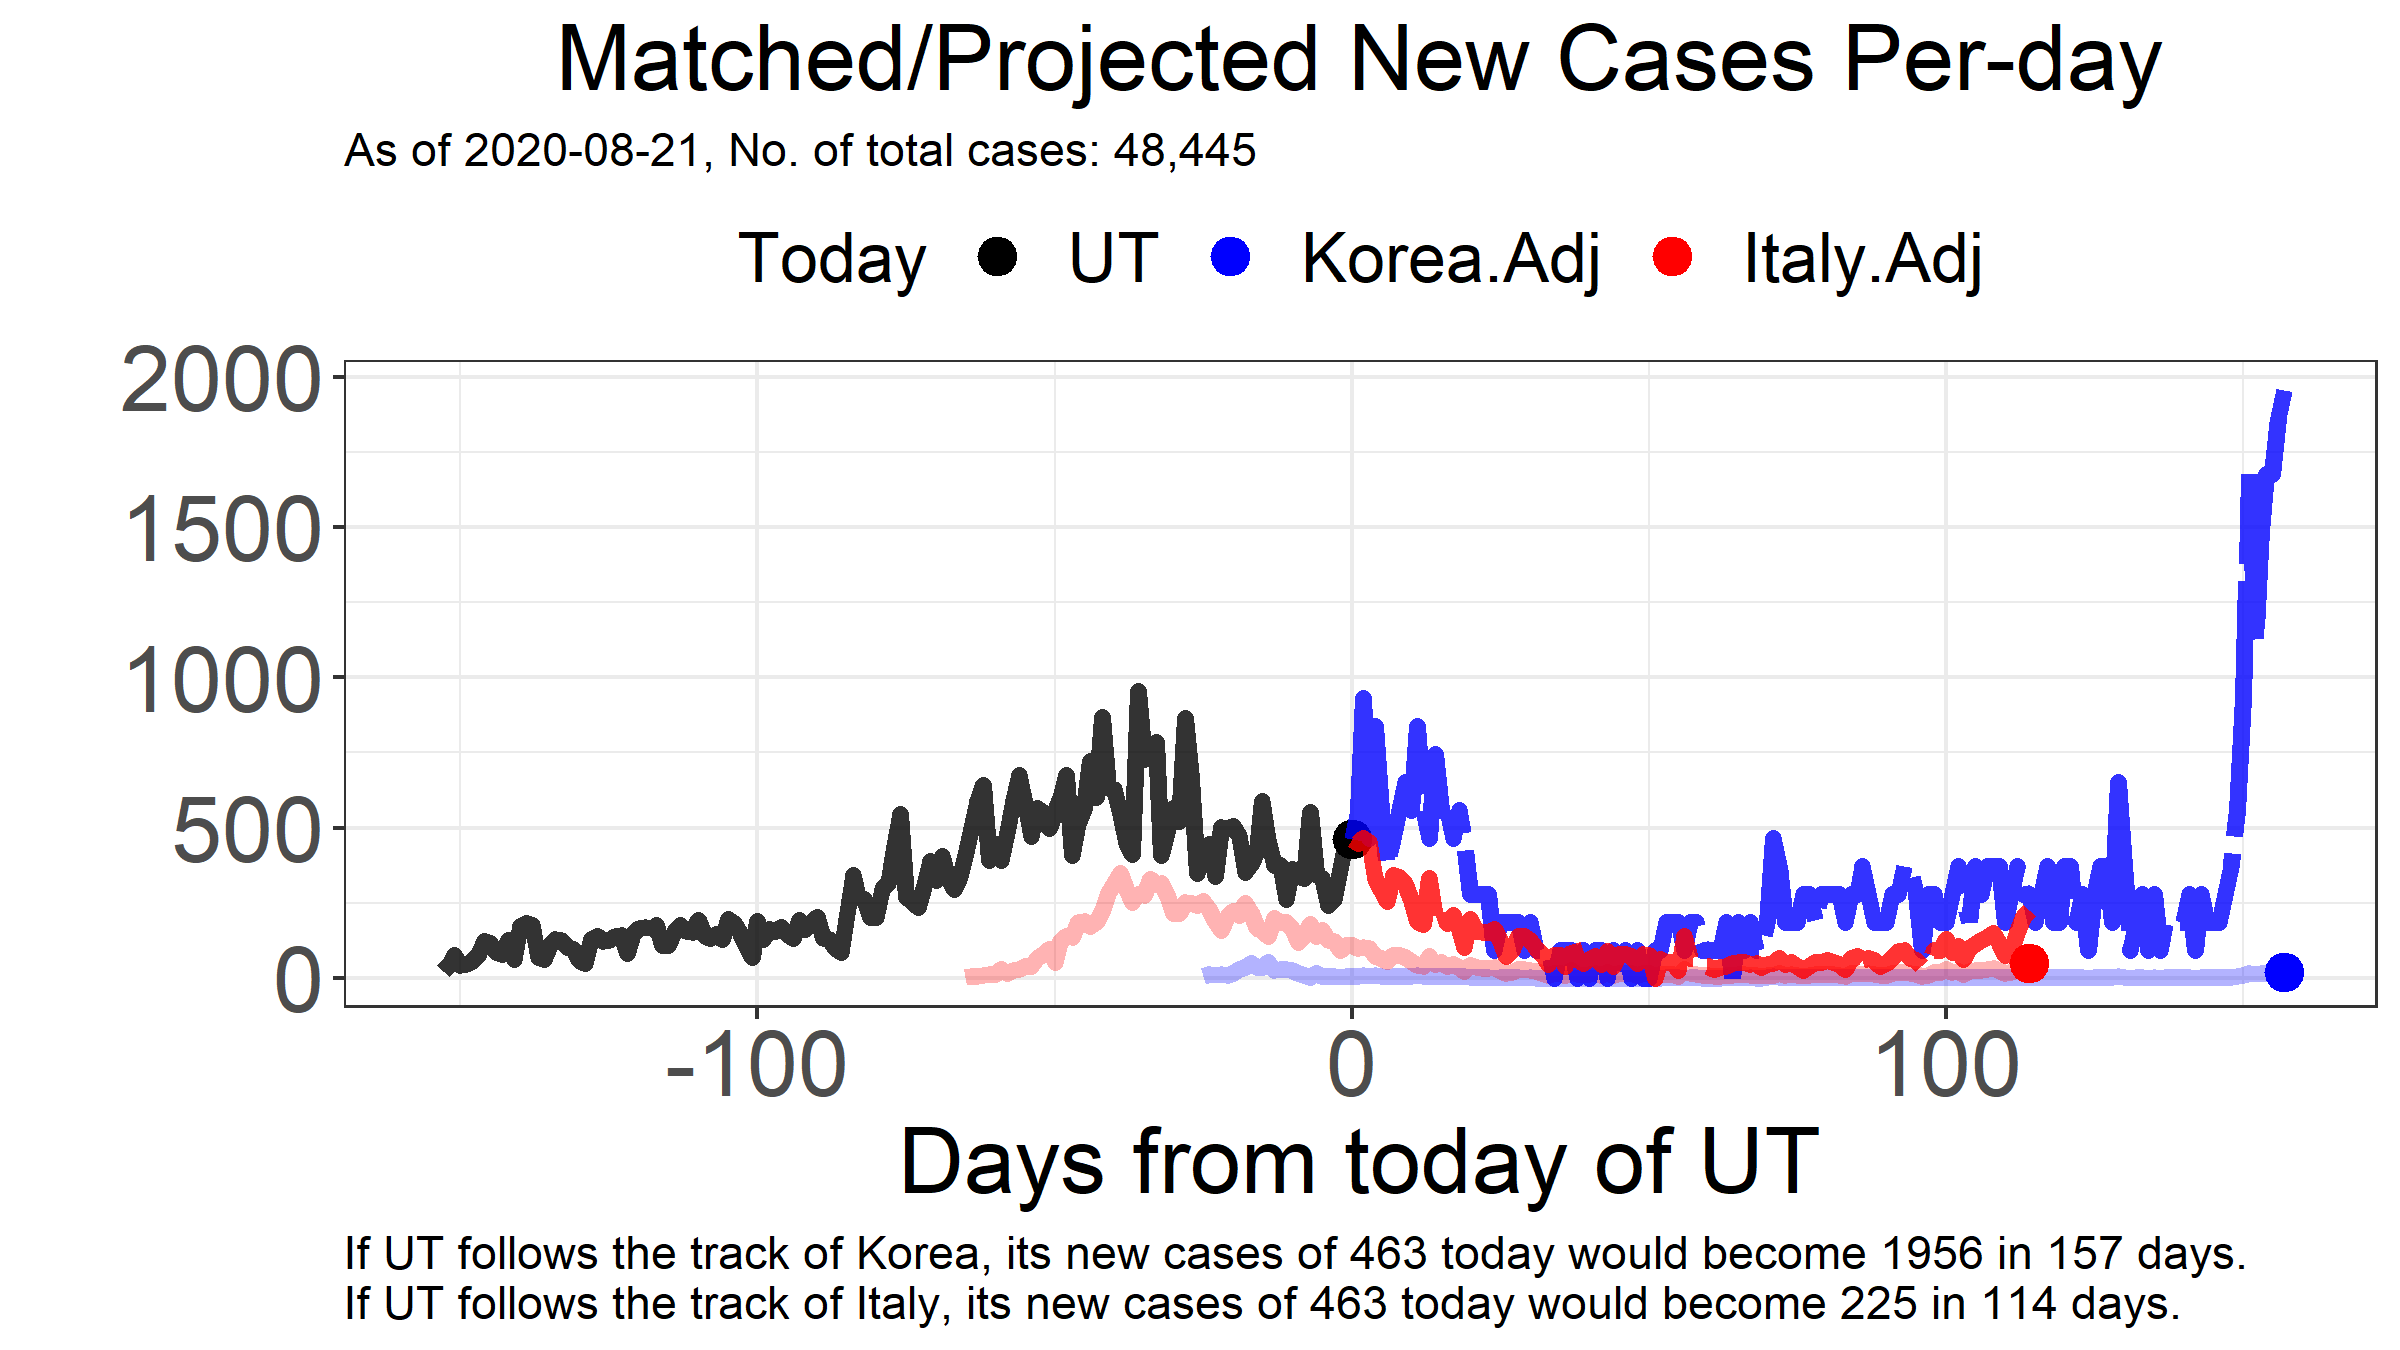 Matched/Projected New Cases Per-day
As of 2020-08-21, No. of total cases: 48,445
Today UT Korea.Adj Italy.Adj
2000
1500
1000
500
0
-100 0 100
Days from today of UT
If UT follows the track of Korea, its new cases of 463 today would become 1956 in 157 days.
If UT follows the track of Italy, its new cases of 463 today would become 225 in 114 days.